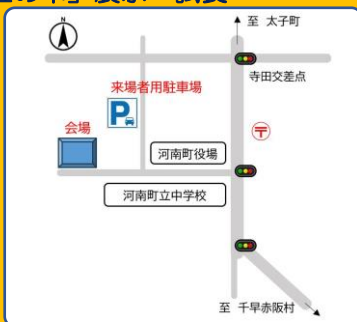 N
至 太子町
寺田交差点
来場者用駐車場
P
会場
〒
河南町役場
河南町立中学校
至 千早赤阪村